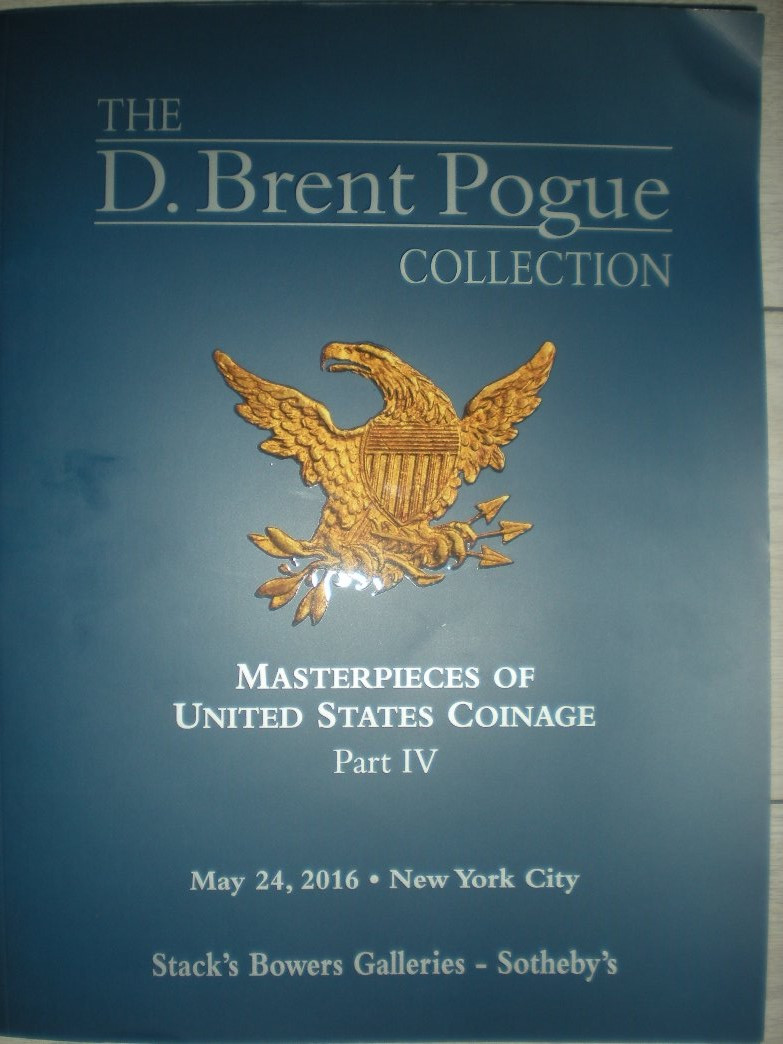 THE
D. Brent Pogue
COLLECTION
MASTERPIECES OF
UNITED STATES COINAGE
Part IV
May 24, 2016 • New York City
Stack's Bowers Galleries - Sotheby's